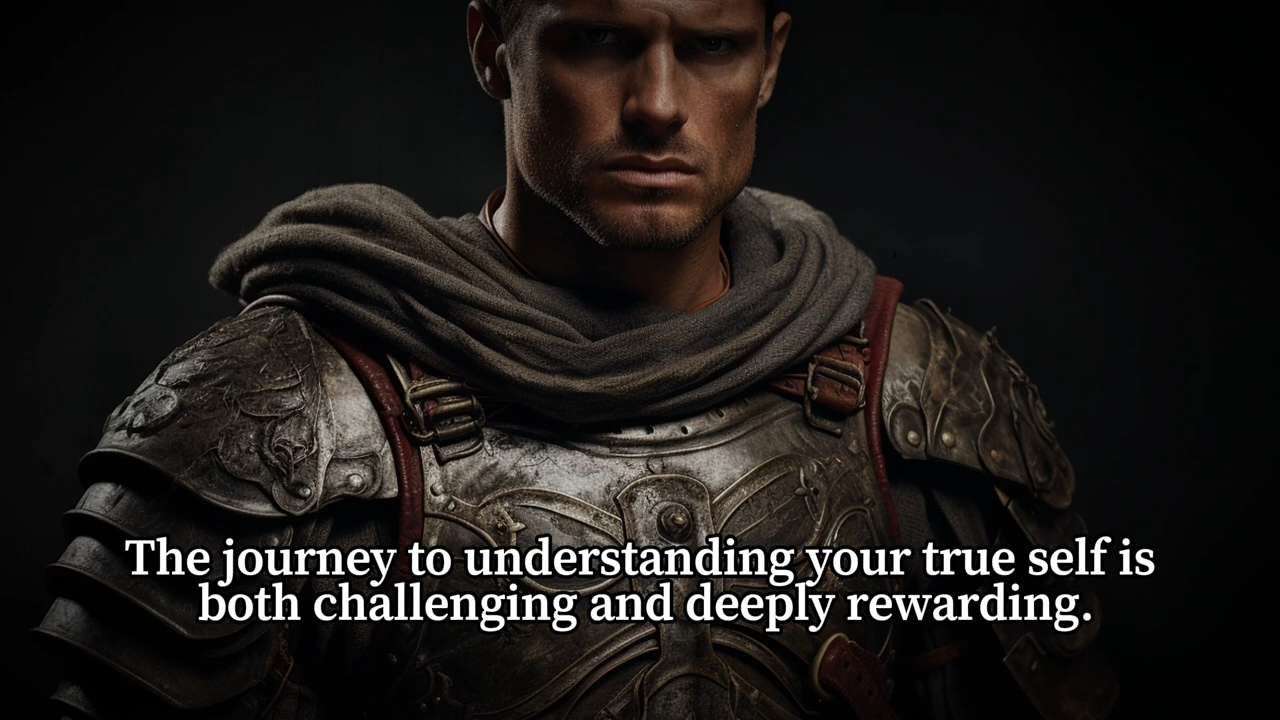 The journey to understanding your true self is
both challenging and deeply rewarding.